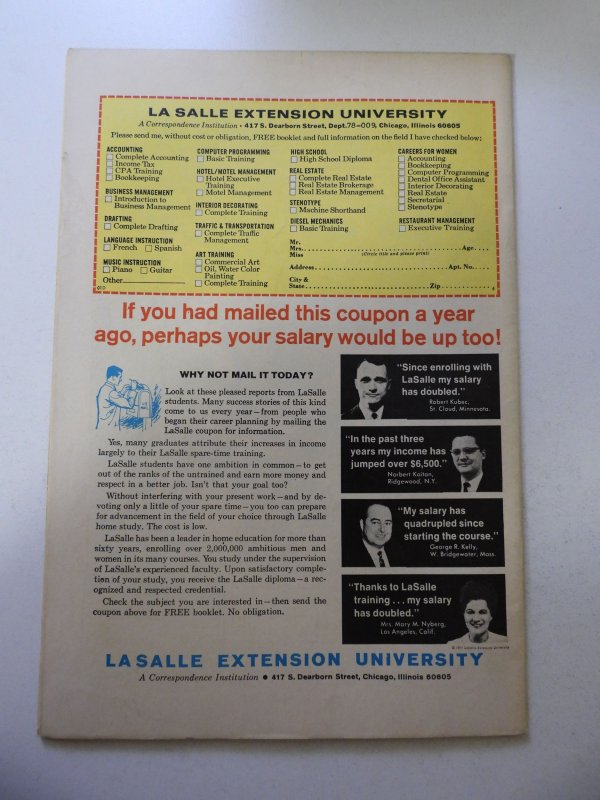 LA SALLE EXTENSION UNIVERSITY
A Correspondence Institution • 417 S. Dearborn Street, Dept. 78-009, Chicago, Illinois 60605
Please send me, without cost or obligation, FREE booklet and full information on the field I have checked below:
ACCOUNTING
Complete Accounting
Income Tax
CPA Training
Bookkeeping
BUSINESS MANAGEMENT
Introduction to
Business Management
DRAFTING
Complete Drafting
LANGUAGE INSTRUCTION
French Spanish
MUSIC INSTRUCTION
Piano Guitar
Other
COMPUTER PROGRAMMING
Basic Training
HOTEL/MOTEL MANAGEMENT
Hotel Executive
Training
Motel Management
INTERIOR DECORATING
Complete Training
TRAFFIC & TRANSPORTATION
Complete Traffic
Management
ART TRAINING
Commercial Art
Oil, Water Color
Painting
Complete Training
HIGH SCHOOL
High School Diploma
REAL ESTATE
Complete Real Estate
Real Estate Brokerage
Real Estate Management
STENOTYPE
Machine Shorthand
DIESEL MECHANICS
Basic Training
CAREERS FOR WOMEN
Accounting
Bookkeeping
Computer Programming
Dental Office Assistant
Interior Decorating
Real Estate
Secretarial
Stenotype
RESTAURANT MANAGEMENT
Executive Training
Mr.
Mrs. Age
Miss (Circle title and please print)
Address Apt. No.
City &
State Zip
If you had mailed this coupon a year
ago, perhaps your salary would be up too!
WHY NOT MAIL IT TODAY?
Look at these pleased reports from LaSalle
students. Many success stories of this kind
come to us every year—from people who
began their career planning by mailing the
LaSalle coupon for information.
Yes, many graduates attribute their increases in income
largely to their LaSalle spare-time training.
LaSalle students have one ambition in common—to get
out of the ranks of the untrained and earn more money and
respect in a better job. Isn't that your goal too?
Without interfering with your present work—and by de-
voting only a little of your spare time—you too can prepare
for advancement in the field of your choice through LaSalle
home study. The cost is low.
LaSalle has been a leader in home education for more than
sixty years, enrolling over 2,000,000 ambitious men and
women in its many courses. You study under the supervision
of LaSalle's experienced faculty. Upon satisfactory comple-
tion of your study, you receive the LaSalle diploma—a rec-
ognized and respected credential.
Check the subject you are interested in—then send the
coupon above for FREE booklet. No obligation.
"Since enrolling with
LaSalle my salary
has doubled."
Robert Kubec,
St. Cloud, Minnesota.
"In the past three
years my income has
jumped over $6,500."
Norbert Kaitan,
Ridgewood, N.Y.
"My salary has
quadrupled since
starting the course."
George R. Kelly,
W. Bridgewater, Mass.
"Thanks to LaSalle
training . . . my salary
has doubled."
Mrs. Mary M. Nyberg,
Los Angeles, Calif.
LA SALLE EXTENSION UNIVERSITY
A Correspondence Institution • 417 S. Dearborn Street, Chicago, Illinois 60605